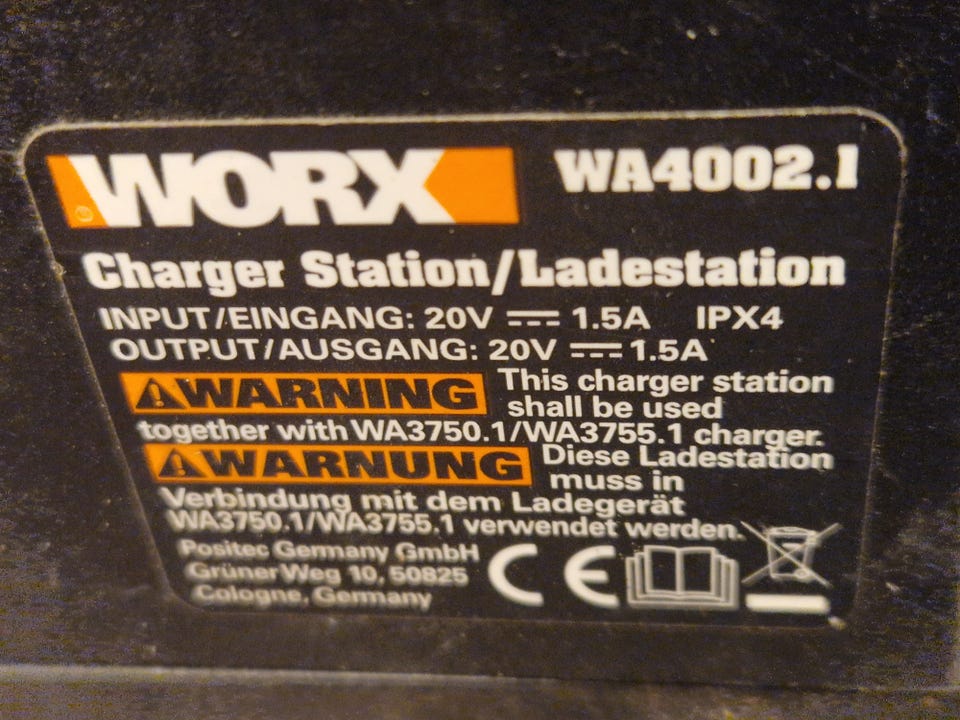 WORX WA4002.1
Charger Station/Ladestation
INPUT/EINGANG: 20V ⎓ 1.5A IPX4
OUTPUT/AUSGANG: 20V ⎓ 1.5A
⚠WARNING This charger station
shall be used
together with WA3750.1/WA3755.1 charger.
⚠WARNUNG Diese Ladestation
muss in
Verbindung mit dem Ladegerät
WA3750.1/WA3755.1 verwendet werden.
Positec Germany GmbH
Grüner Weg 10, 50825
Cologne, Germany
CE